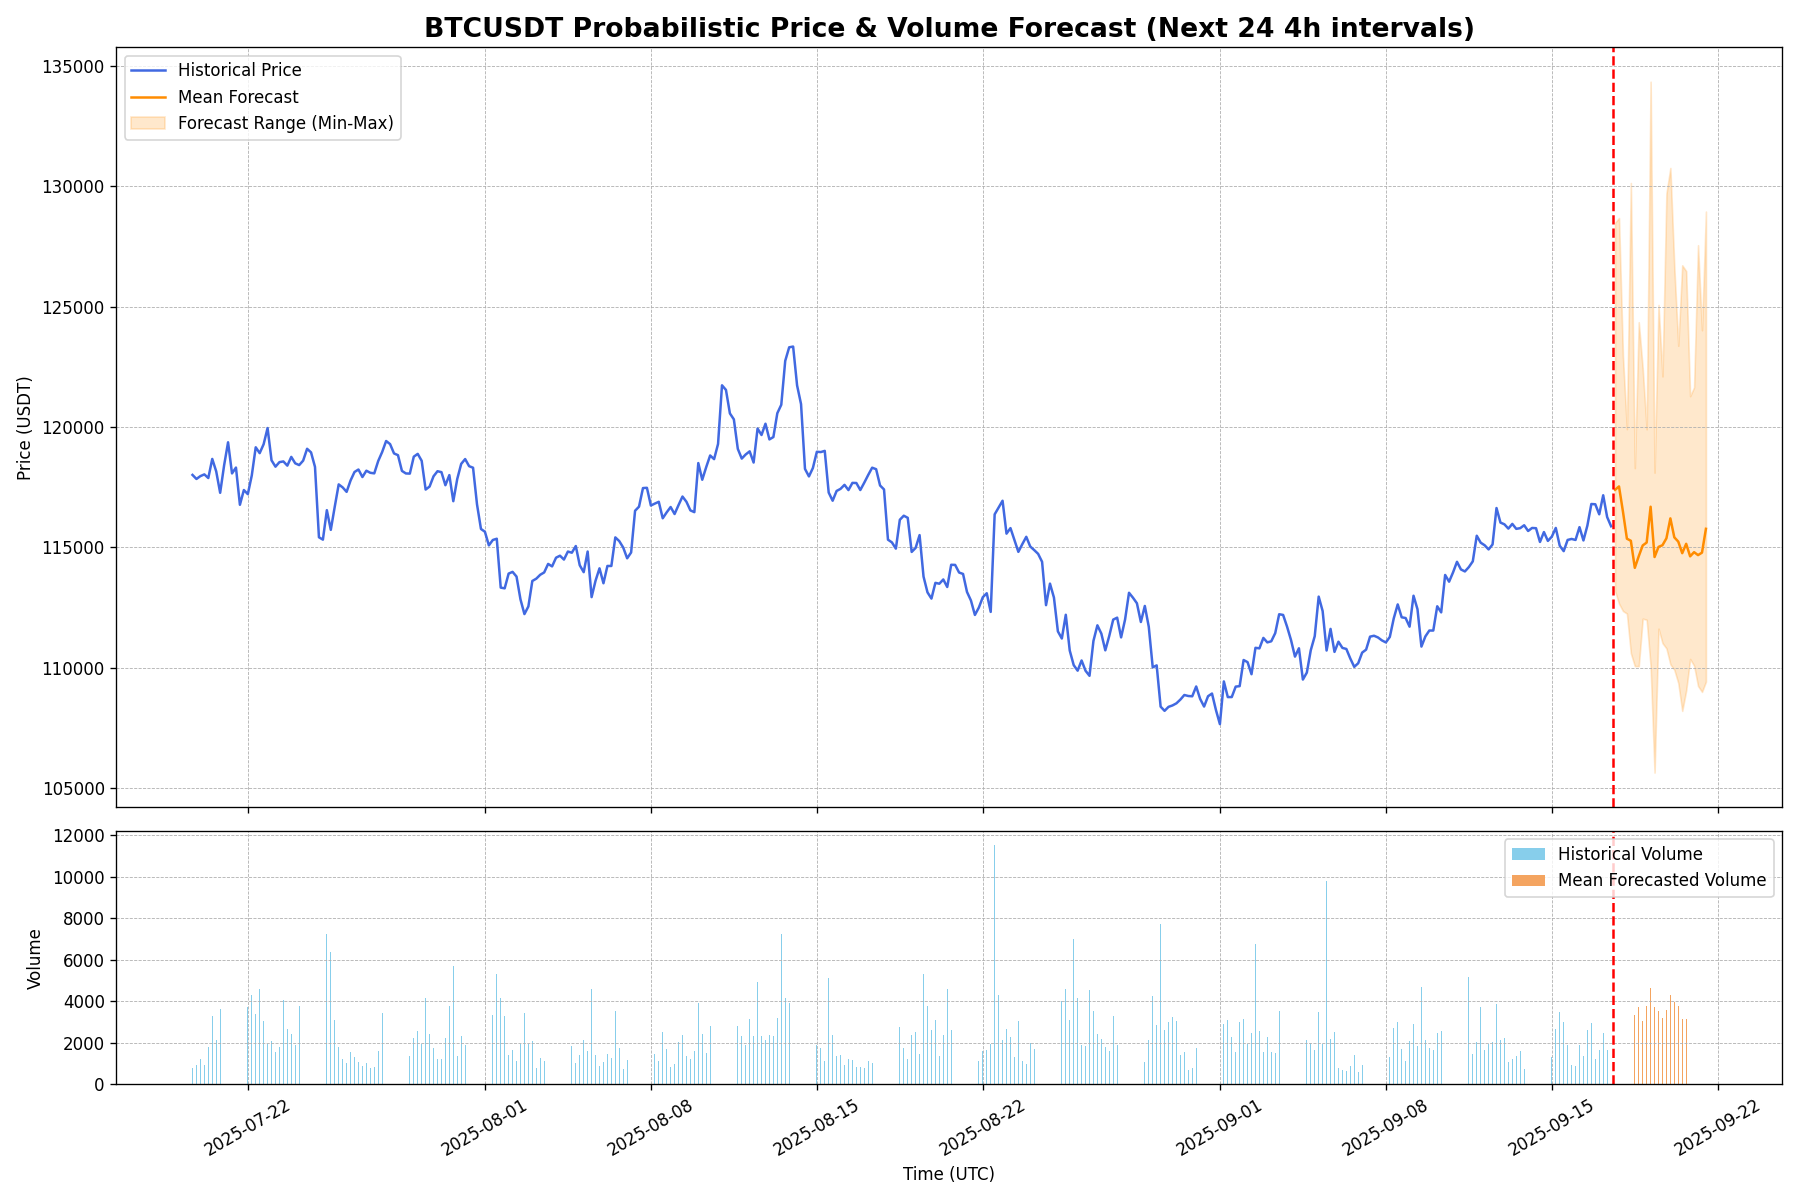 BTCUSDT Probabilistic Price & Volume Forecast (Next 24 4h intervals)
Historical Price
Mean Forecast
Forecast Range (Min-Max)
135000
130000
125000
120000
115000
110000
105000
Price (USDT)
12000
10000
8000
6000
4000
2000
0
Volume
Historical Volume
Mean Forecasted Volume
2025-07-22
2025-08-01
2025-08-08
2025-08-15
2025-08-22
2025-09-01
2025-09-08
2025-09-15
2025-09-22
Time (UTC)